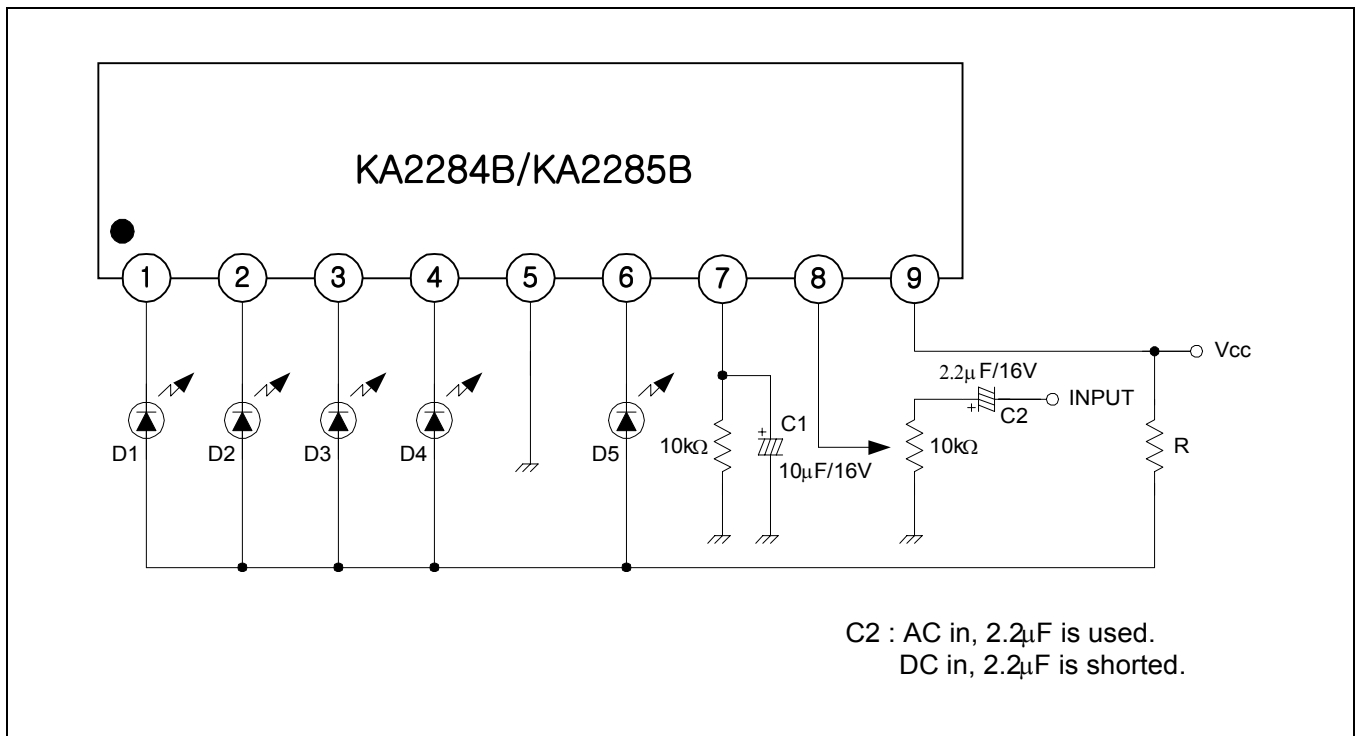 KA2284B/KA2285B
1 2 3 4 5 6 7 8 9
Vcc
2.2μF/16V
+ C2
INPUT
D1 D2 D3 D4 D5
10kΩ
+ C1
10μF/16V
10kΩ
R
C2 : AC in, 2.2μF is used.
DC in, 2.2μF is shorted.